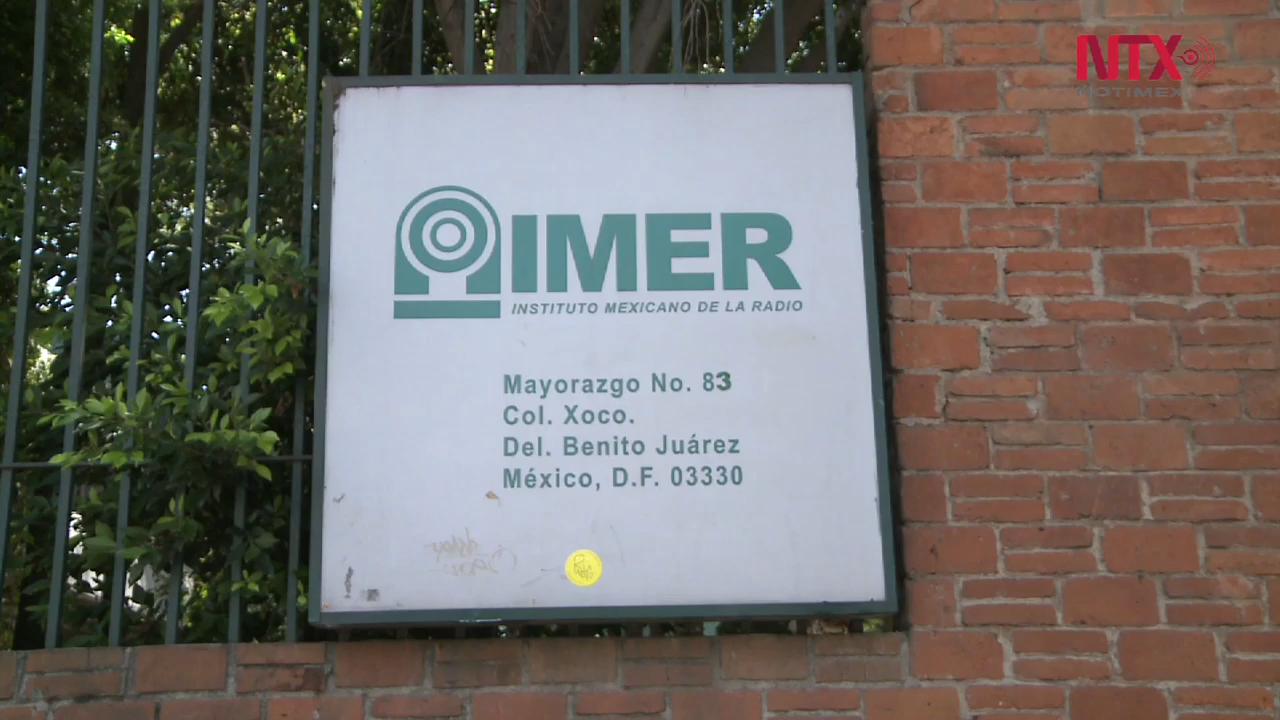 NTX
NOTIMEX
IMER
INSTITUTO MEXICANO DE LA RADIO
Mayorazgo No. 83
Col. Xoco.
Del. Benito Juárez
México, D.F. 03330